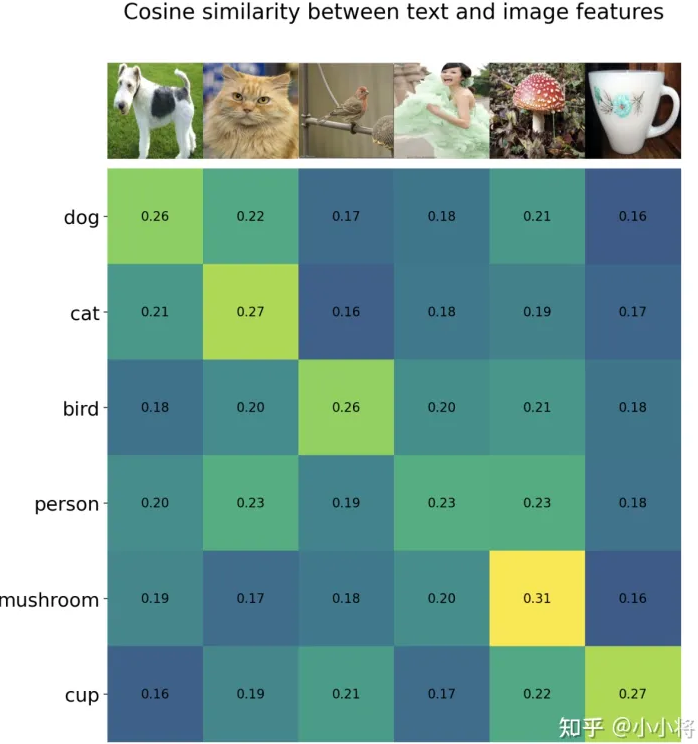 Cosine similarity between text and image features
dog 0.26 0.22 0.17 0.18 0.21 0.16
cat 0.21 0.27 0.16 0.18 0.19 0.17
bird 0.18 0.20 0.26 0.20 0.21 0.18
person 0.20 0.23 0.19 0.23 0.23 0.18
mushroom 0.19 0.17 0.18 0.20 0.31 0.16
cup 0.16 0.19 0.21 0.17 0.22 0.27
知乎 @小小将